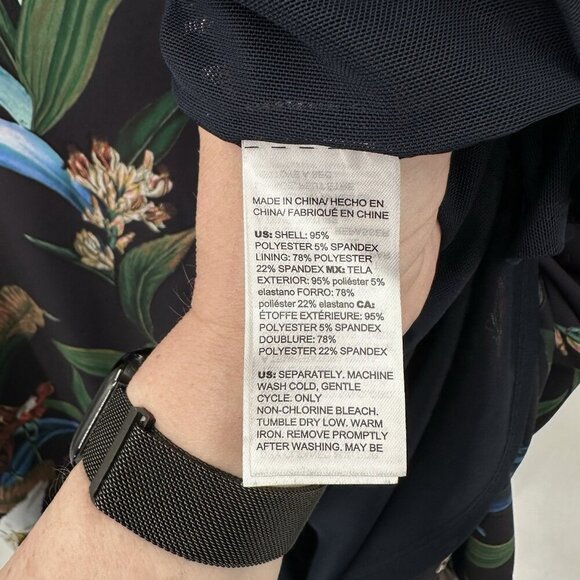 MADE IN CHINA/ HECHO EN
CHINA/ FABRIQUÉ EN CHINE
US: SHELL: 95%
POLYESTER 5% SPANDEX
LINING: 78% POLYESTER
22% SPANDEX MX: TELA
EXTERIOR: 95% poliéster 5%
elastano FORRO: 78%
poliéster 22% elastano CA:
ÉTOFFE EXTÉRIEURE: 95%
POLYESTER 5% SPANDEX
DOUBLURE: 78%
POLYESTER 22% SPANDEX
US: SEPARATELY. MACHINE
WASH COLD, GENTLE
CYCLE. ONLY
NON-CHLORINE BLEACH.
TUMBLE DRY LOW. WARM
IRON. REMOVE PROMPTLY
AFTER WASHING. MAY BE